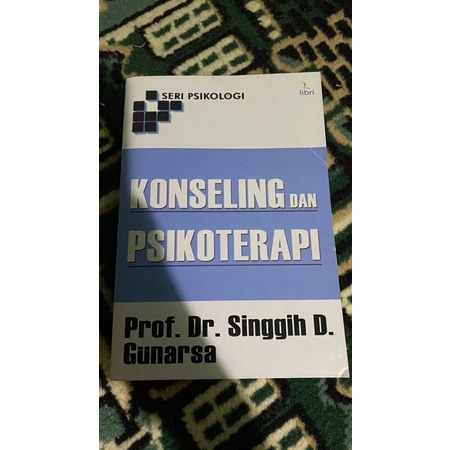 SERI PSIKOLOGI
libri
KONSELING DAN
PSIKOTERAPI
Prof. Dr. Singgih D.
Gunarsa